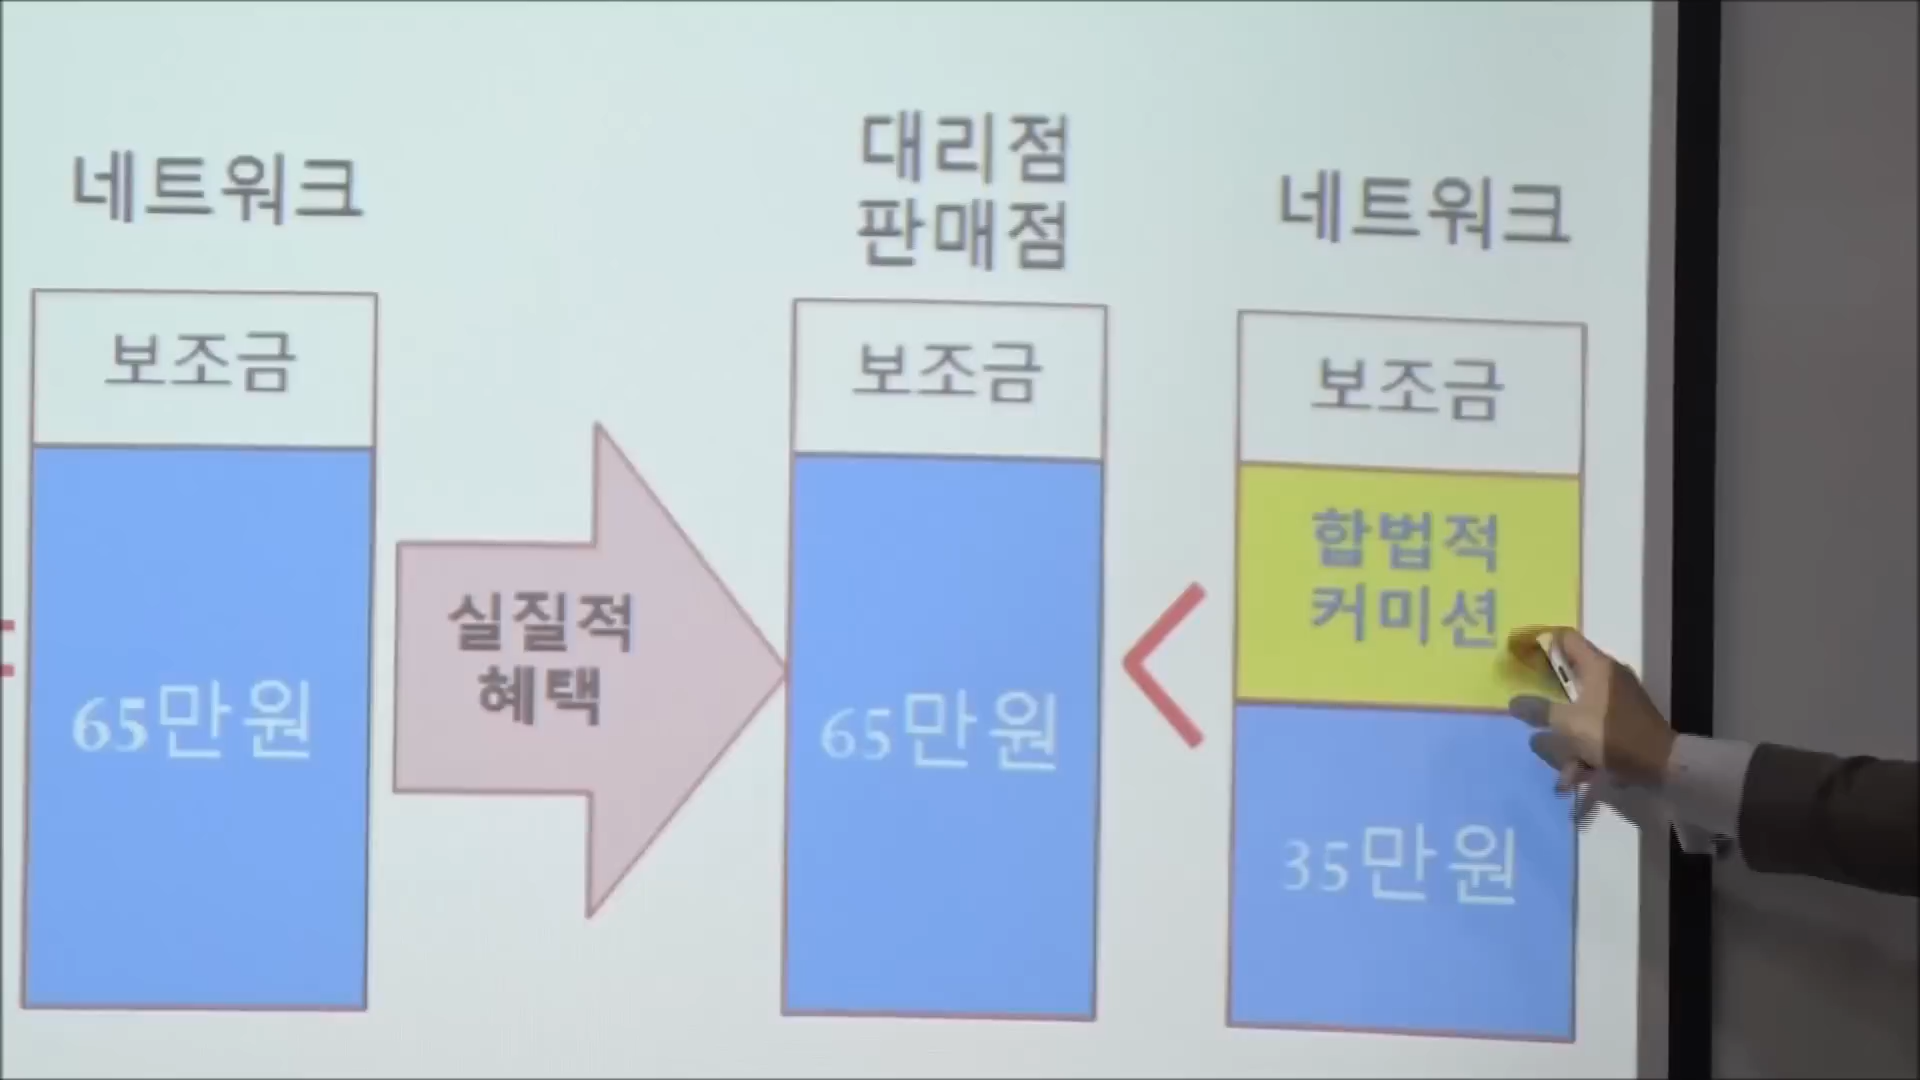 네트워크
보조금
65만원
실질적
혜택
대리점
판매점
보조금
65만원
네트워크
보조금
합법적
커미션
35만원